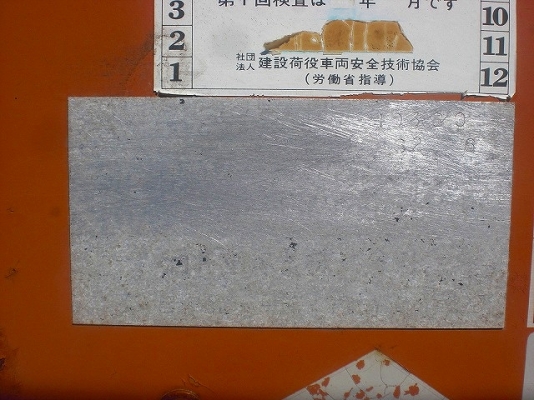 3 第1回検査は 年 月です 10
2 11
1 社団法人 建設荷役車両安全技術協会 12
(労働省指導)